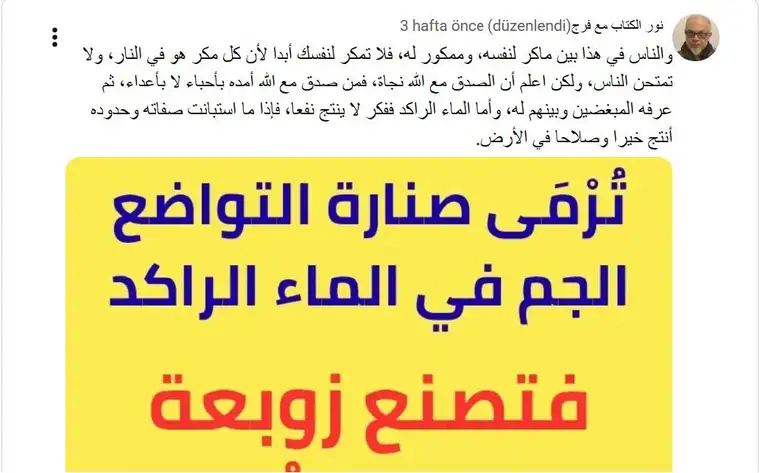 نور الكتاب مع فرج 3 hafta önce (düzenlendi)
والناس في هذا بين ماكر لنفسه، وممكور له، فلا تمكر لنفسك أبدا لأن كل مكر هو في النار، ولا
تمتحن الناس، ولكن اعلم أن الصدق مع الله نجاة، فمن صدق مع الله أمده بأحباء لا بأعداء، ثم
عرفه المبغضين وبينهم له، وأما الماء الراكد ففكر لا ينتج نفعا، فإذا ما استبانت صفاته وحدوده
أنتج خيرا وصلاحا في الأرض.
تُرْمَى صنارة التواضع
الجم في الماء الراكد
فتصنع زوبعة